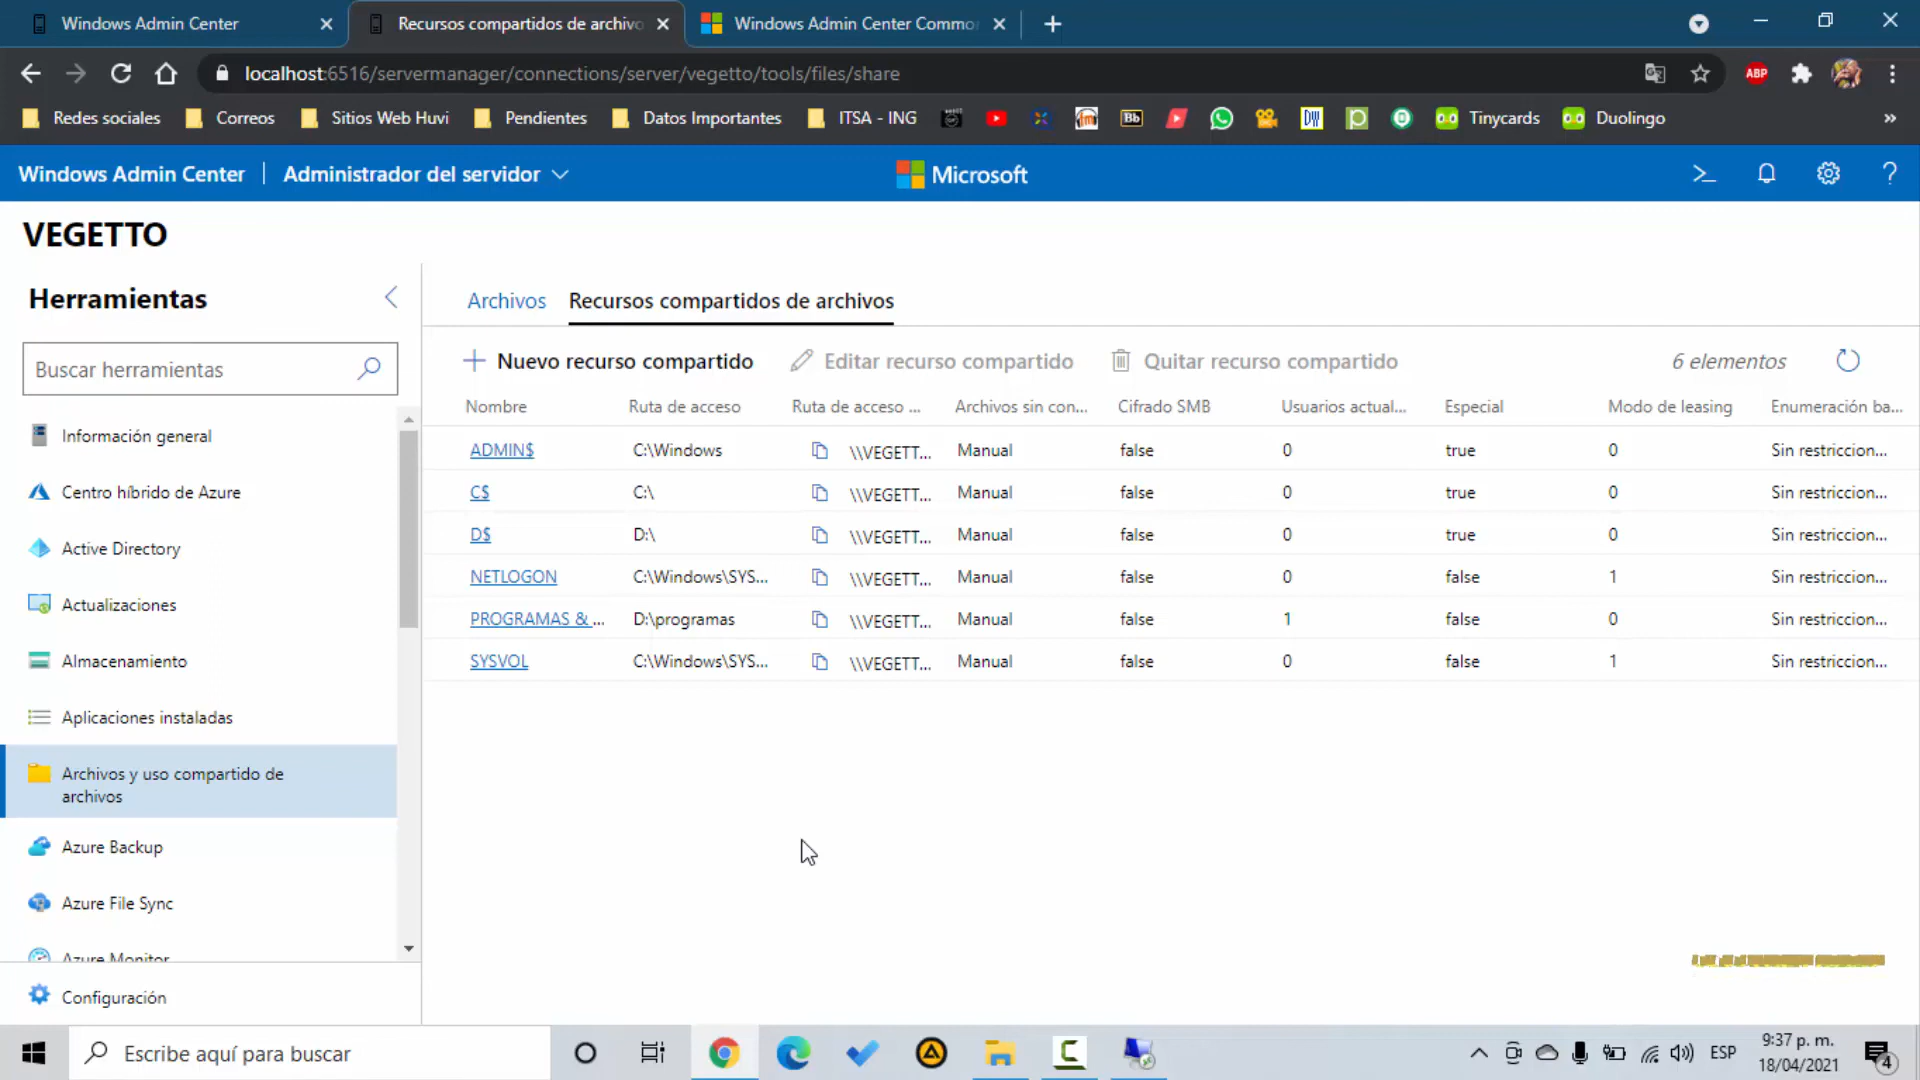 Windows Admin Center
Recursos compartidos de archivo
Windows Admin Center Commo
localhost:6516/servermanager/connections/server/vegetto/tools/files/share
ABP
Redes sociales
Correos
Sitios Web Huvi
Pendientes
Datos Importantes
ITSA - ING
Bb
Tinycards
Duolingo
»
Windows Admin Center
Administrador del servidor
Microsoft
VEGETTO
Herramientas
Buscar herramientas
Información general
Centro híbrido de Azure
Active Directory
Actualizaciones
Almacenamiento
Aplicaciones instaladas
Archivos y uso compartido de
archivos
Azure Backup
Azure File Sync
Azure Monitor
Configuración
Archivos Recursos compartidos de archivos
Nuevo recurso compartido Editar recurso compartido Quitar recurso compartido 6 elementos
Nombre Ruta de acceso Ruta de acceso ... Archivos sin con... Cifrado SMB Usuarios actual... Especial Modo de leasing Enumeración ba...
ADMIN$ C:\Windows \\VEGETT... Manual false 0 true 0 Sin restriccion...
C$ C:\ \\VEGETT... Manual false 0 true 0 Sin restriccion...
D$ D:\ \\VEGETT... Manual false 0 true 0 Sin restriccion...
NETLOGON C:\Windows\SYS... \\VEGETT... Manual false 0 false 1 Sin restriccion...
PROGRAMAS & ... D:\programas \\VEGETT... Manual false 1 false 0 Sin restriccion...
SYSVOL C:\Windows\SYS... \\VEGETT... Manual false 0 false 1 Sin restriccion...
Escribe aquí para buscar
ESP
9:37 p. m.
18/04/2021
4